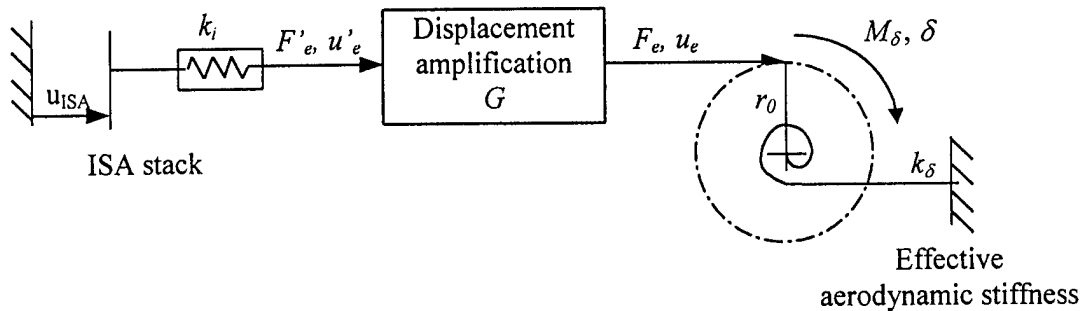 k_i
F'_e, u'_e
Displacement
amplification
G
F_e, u_e
M_δ, δ
u_ISA
r_0
ISA stack
k_δ
Effective
aerodynamic stiffness